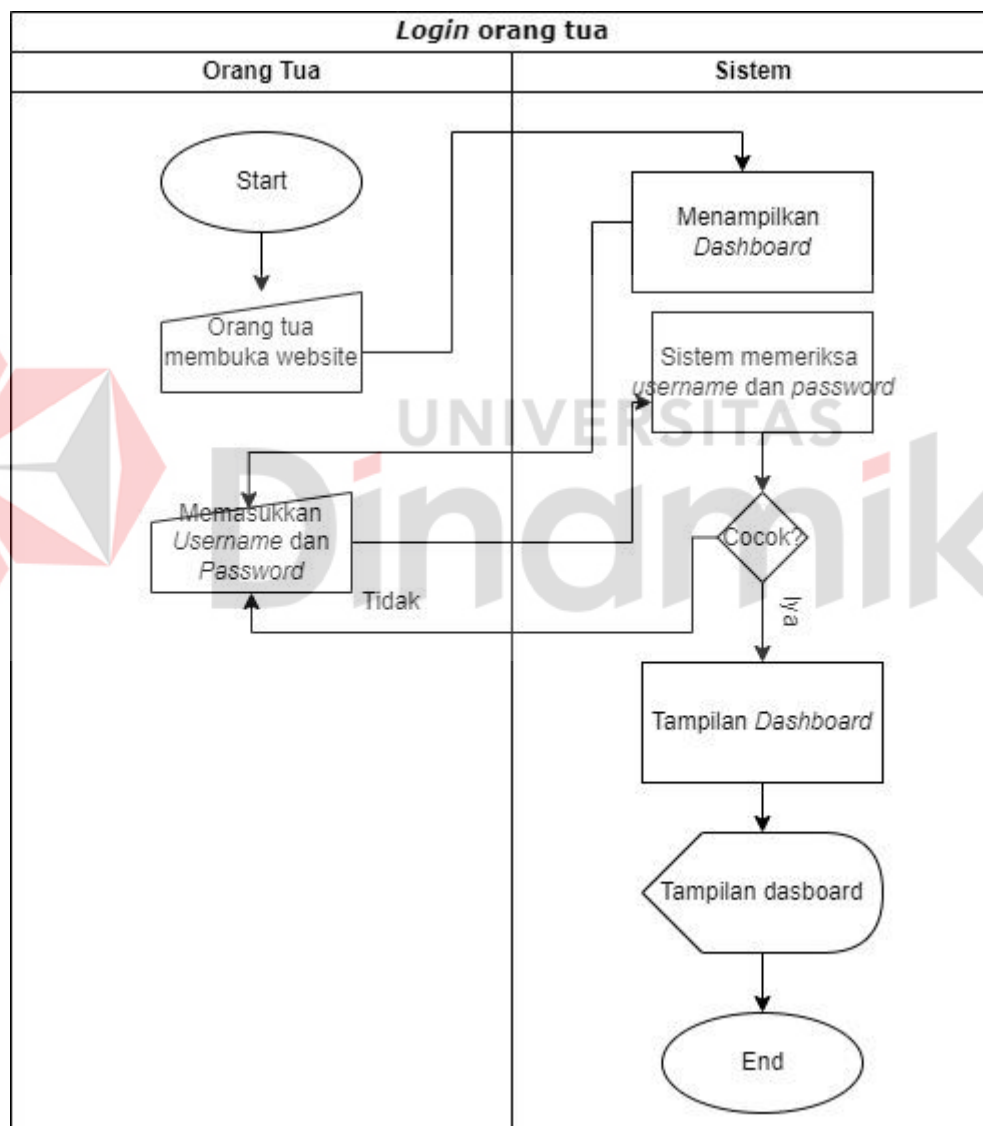 Login orang tua
Orang Tua
Sistem
Start
Menampilkan
Dashboard
Orang tua
membuka website
Sistem memeriksa
username dan password
UNIVERSITAS
Dinamika
Memasukkan
Username dan
Password
Cocok?
Tidak
Iya
Tampilan Dashboard
Tampilan dasboard
End